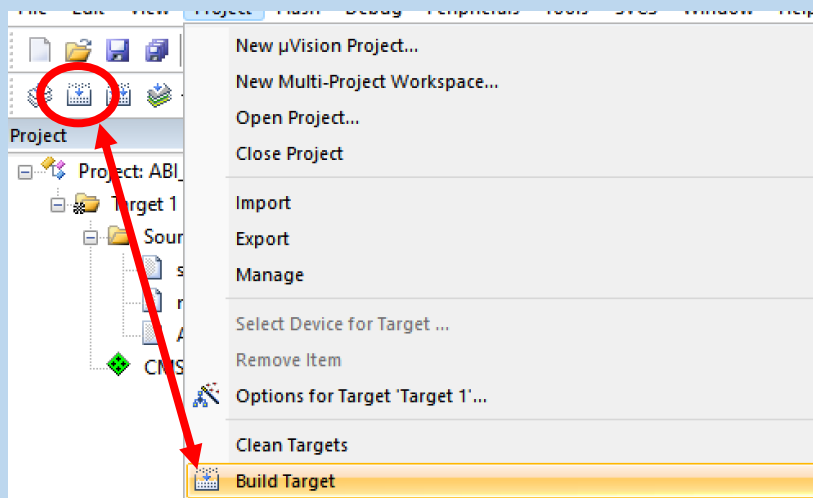 Project
New µVision Project...
New Multi-Project Workspace...
Open Project...
Close Project
Project
Project: ABI_
Target 1
Import
Sour
Export
Manage
Select Device for Target ...
Remove Item
CMS
Options for Target 'Target 1'...
Clean Targets
Build Target